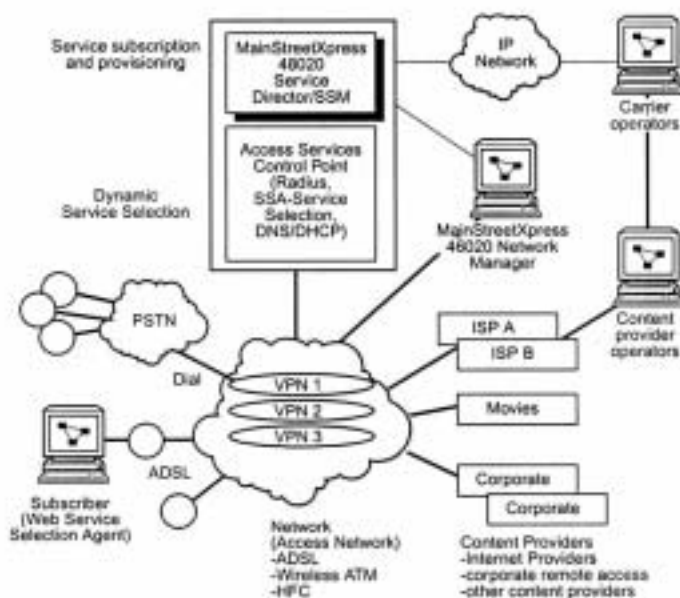 Service subscription
and provisioning
MainStreetXpress
46020
Service
Director/SSM
IP
Network
Carrier
operators
Access Services
Control Point
(Radius,
SSA-Service
Selection,
DNS/DHCP)
Dynamic
Service Selection
MainStreetXpress
46020 Network
Manager
PSTN
Dial
ISP A
ISP B
Content
provider
operators
VPN 1
VPN 2
VPN 3
Movies
ADSL
Corporate
Corporate
Subscriber
(Web Service
Selection Agent)
Network
(Access Network)
-ADSL
-Wireless ATM
-HFC
Content Providers
-Internet Providers
-corporate remote access
-other content providers